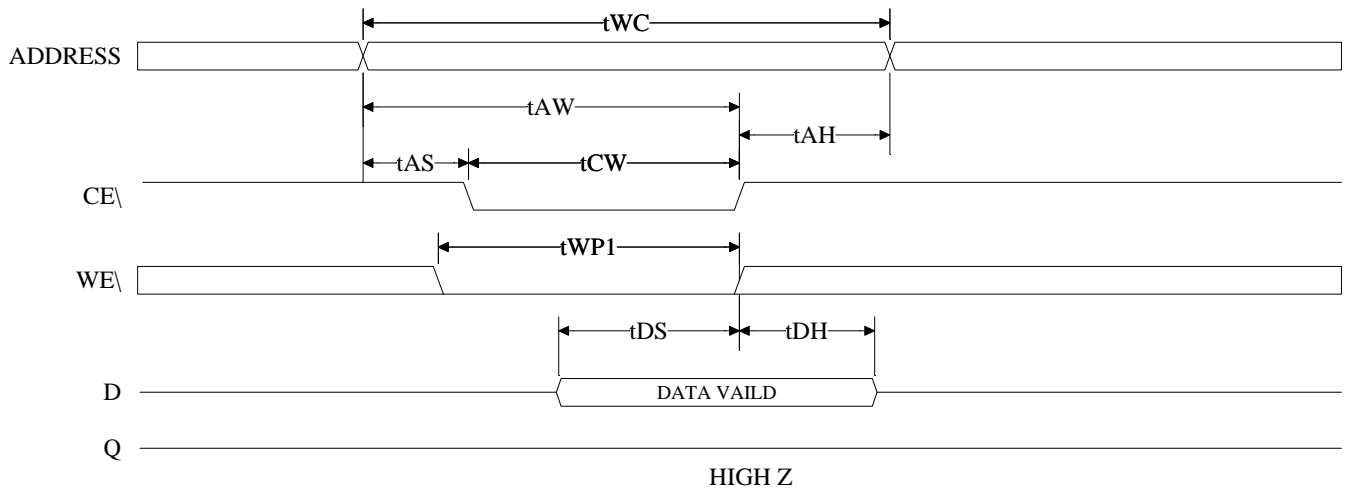 tWC
ADDRESS
tAW
tAH
tAS
tCW
CE\
tWP1
WE\
tDS
tDH
D
DATA VAILD
Q
HIGH Z